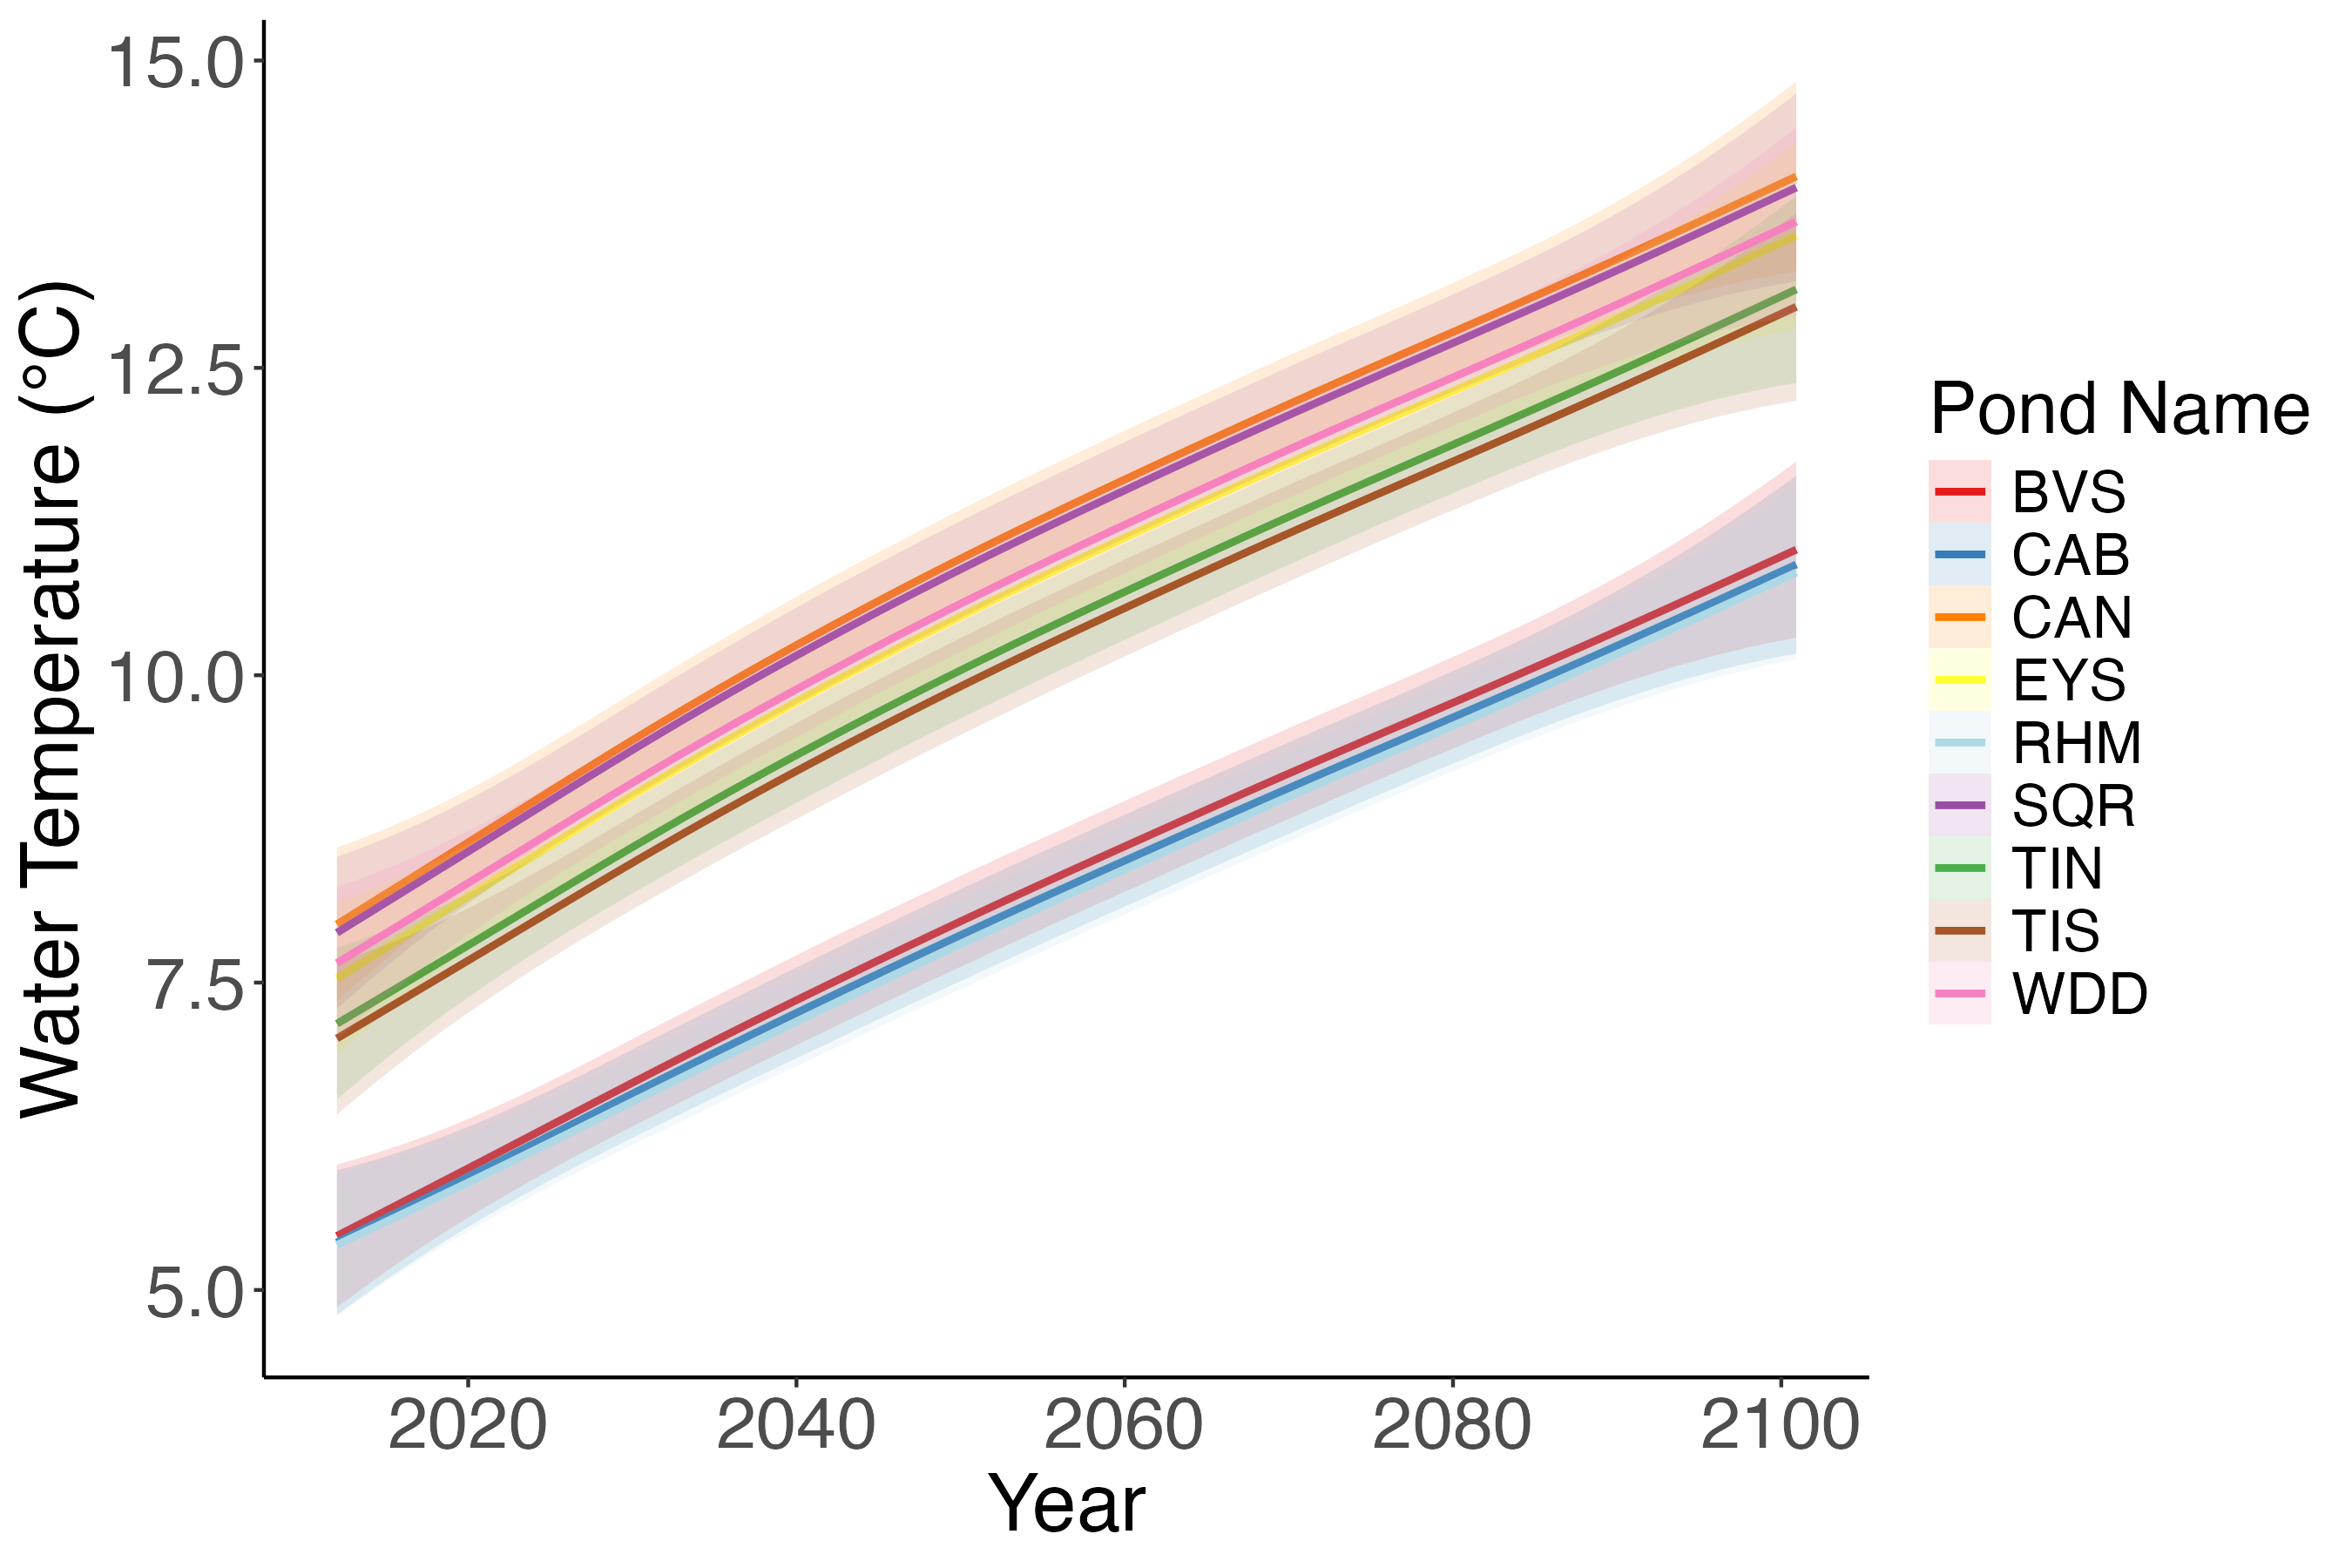 15.0
12.5
10.0
7.5
5.0
Water Temperature (°C)
2020 2040 2060 2080 2100
Year
Pond Name
BVS
CAB
CAN
EYS
RHM
SQR
TIN
TIS
WDD